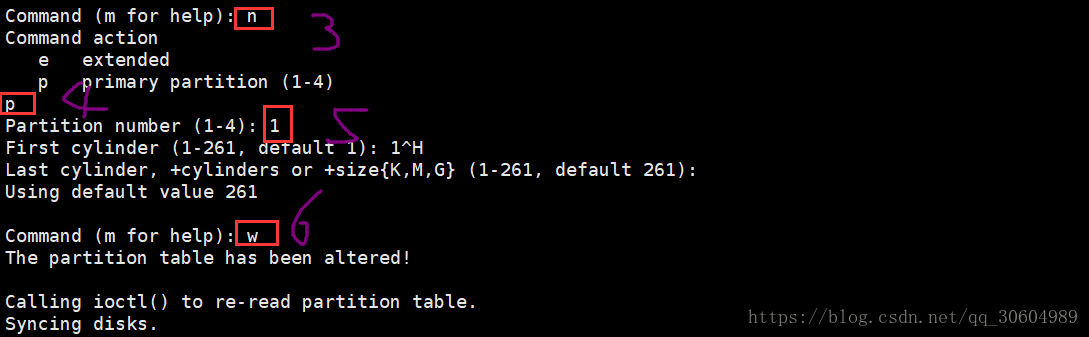 Command (m for help): n
3
Command action
   e   extended
   p   primary partition (1-4)
p
4
Partition number (1-4): 1
5
First cylinder (1-261, default 1): 1^H
Last cylinder, +cylinders or +size{K,M,G} (1-261, default 261):
Using default value 261
Command (m for help): w
6
The partition table has been altered!
Calling ioctl() to re-read partition table.
Syncing disks.
https://blog.csdn.net/qq_30604989